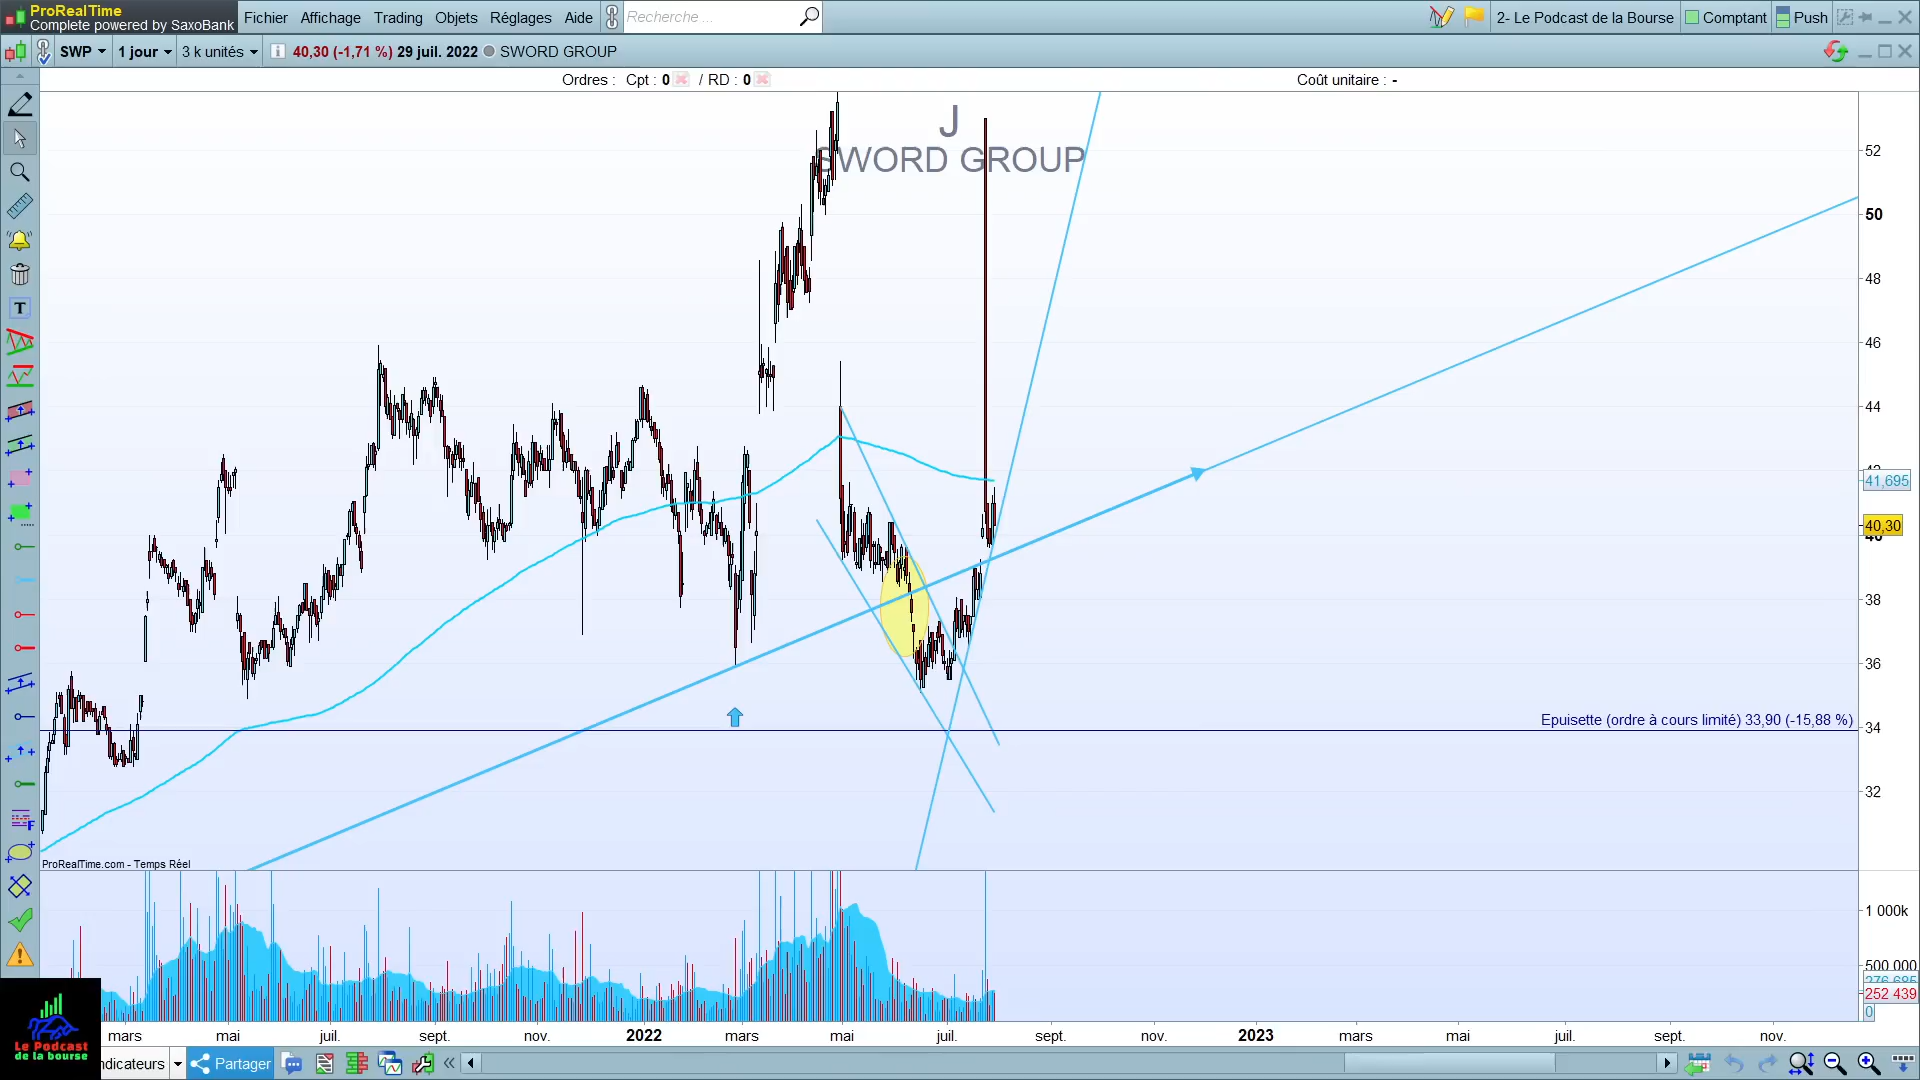 ProRealTime
Complete powered by SaxoBank
Fichier Affichage Trading Objets Réglages Aide
Recherche ...
2- Le Podcast de la Bourse
Comptant
Push
SWP
1 jour
3 k unités
40,30 (-1,71 %) 29 juil. 2022
SWORD GROUP
Ordres : Cpt : 0 / RD : 0
Coût unitaire : -
J
SWORD GROUP
52
50
48
46
44
41,695
40,30
38
36
Epuisette (ordre à cours limité) 33,90 (-15,88 %)
34
32
ProRealTime.com - Temps Réel
1 000k
500 000
252 439
0
mars mai juil. sept. nov. 2022 mars mai juil. sept. nov. 2023 mars mai juil. sept. nov.
Le Podcast
de la bourse
ndicateurs
Partager